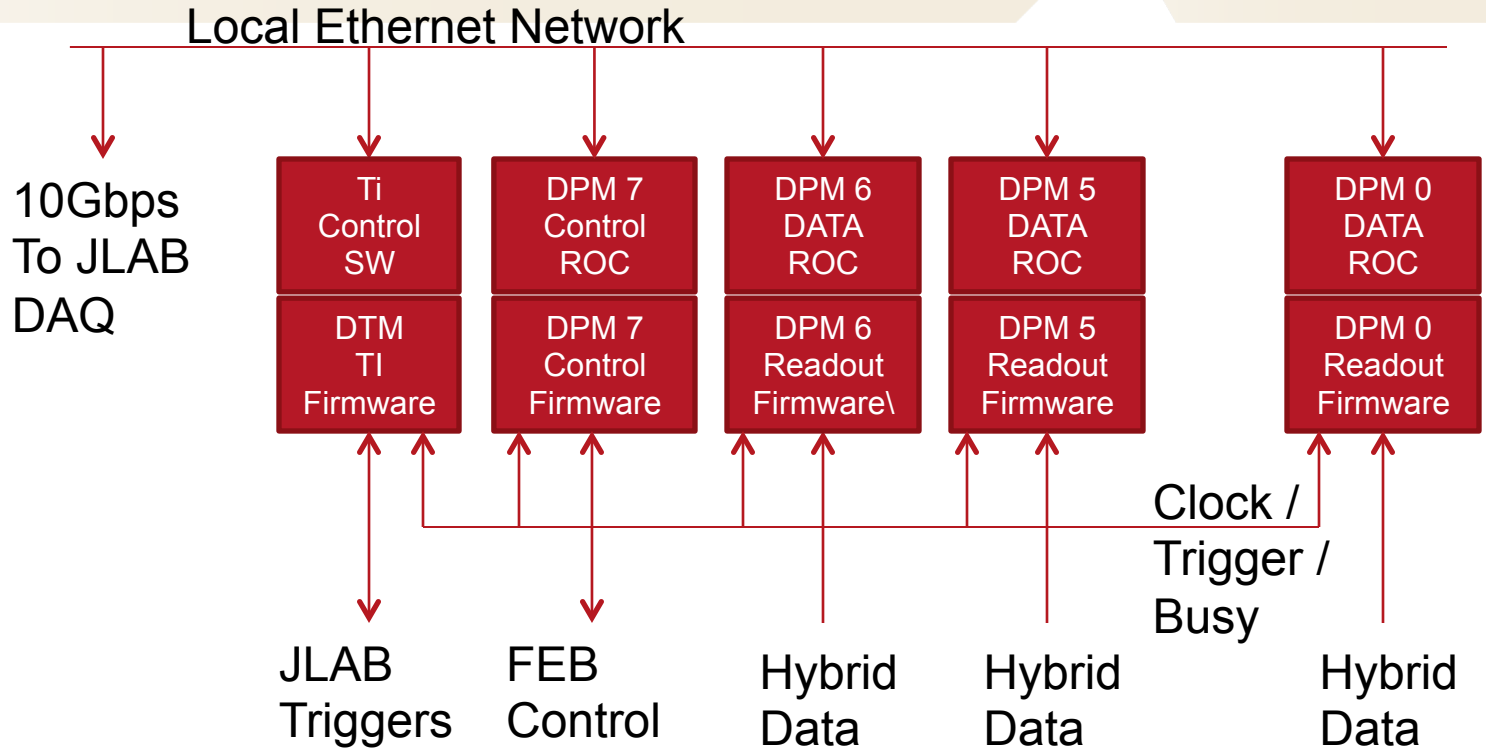 Local Ethernet Network
10Gbps
To JLAB
DAQ
Ti
Control
SW
DTM
TI
Firmware
DPM 7
Control
ROC
DPM 7
Control
Firmware
DPM 6
DATA
ROC
DPM 6
Readout
Firmware\
DPM 5
DATA
ROC
DPM 5
Readout
Firmware
DPM 0
DATA
ROC
DPM 0
Readout
Firmware
Clock /
Trigger /
Busy
JLAB
Triggers
FEB
Control
Hybrid
Data
Hybrid
Data
Hybrid
Data